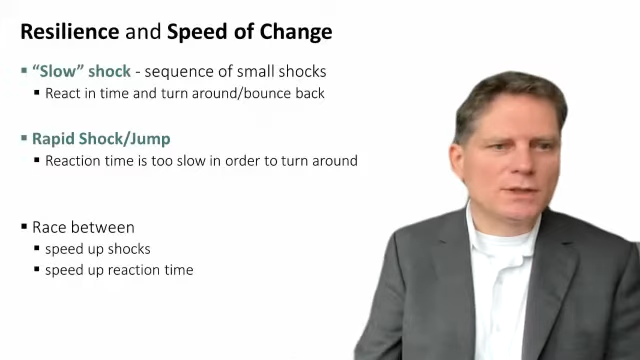 Resilience and Speed of Change
▪ “Slow” shock - sequence of small shocks
▪ React in time and turn around/bounce back
▪ Rapid Shock/Jump
▪ Reaction time is too slow in order to turn around
▪ Race between
▪ speed up shocks
▪ speed up reaction time